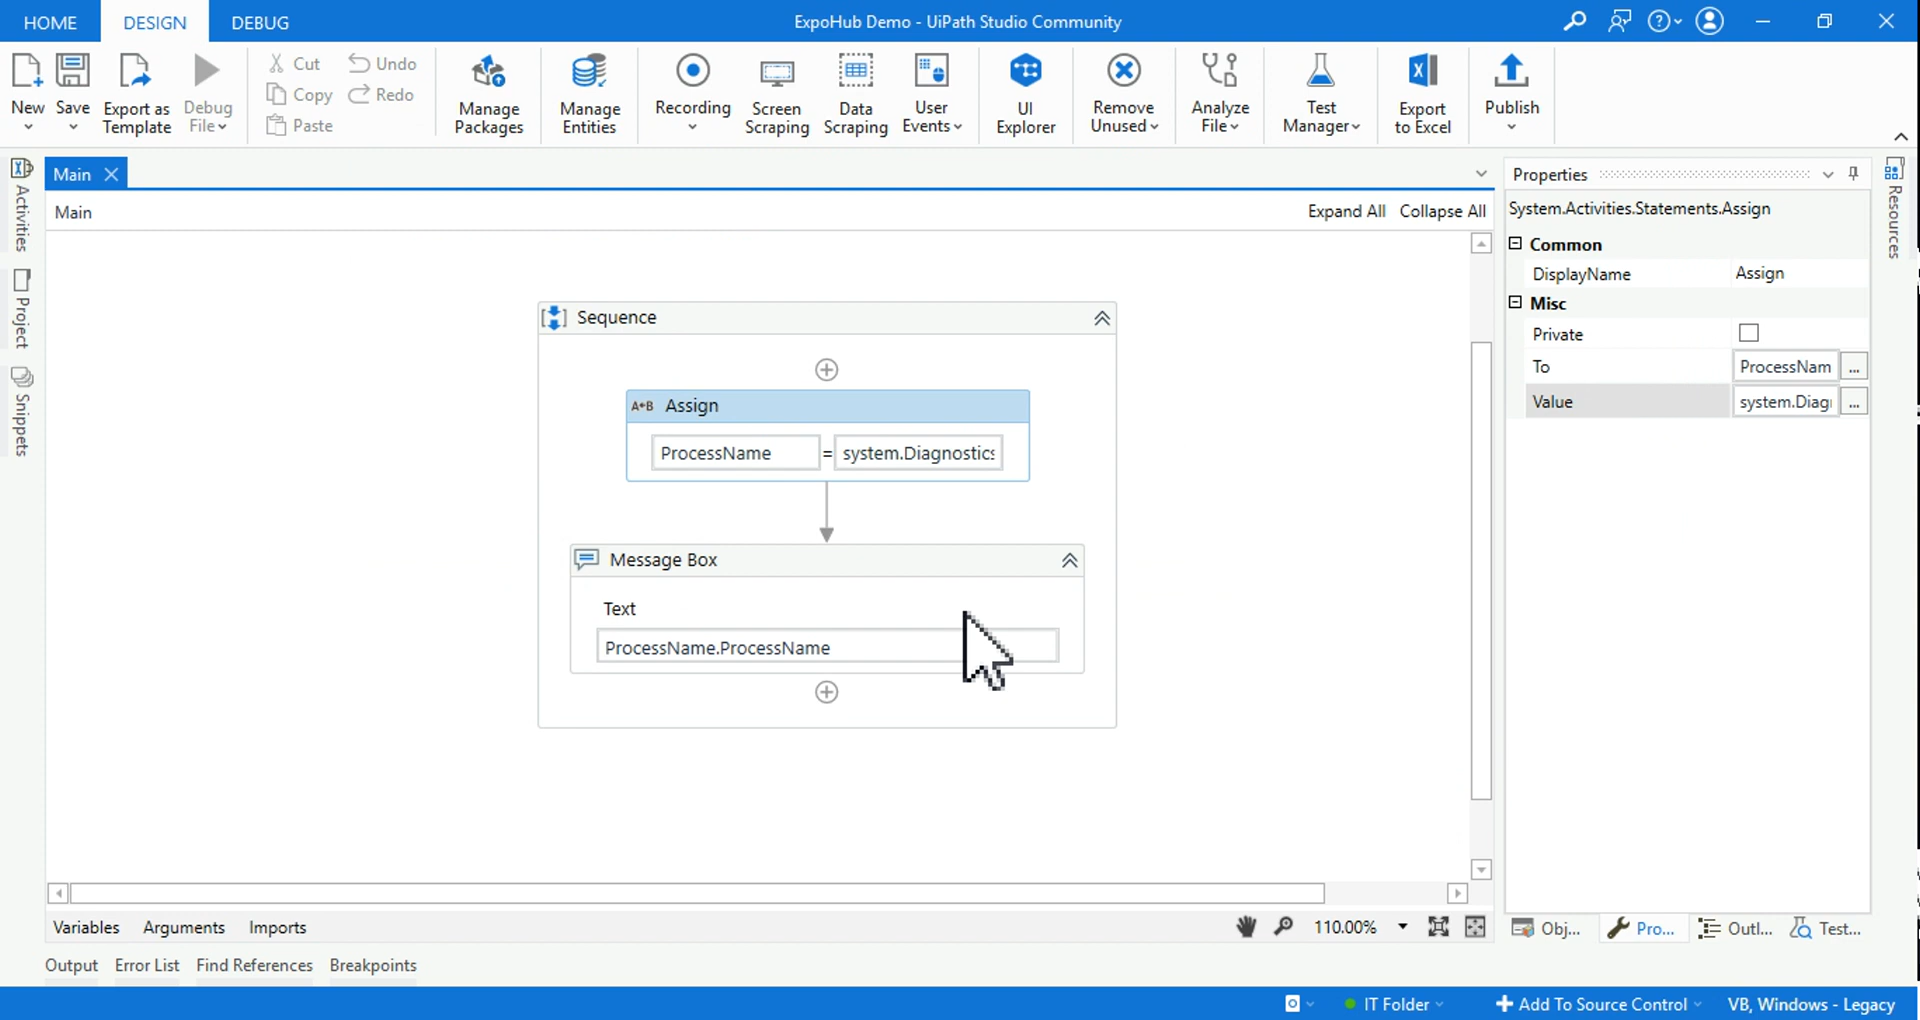 HOME DESIGN DEBUG ExpoHub Demo - UiPath Studio Community
New Save Export as Template Debug File
Cut Copy Paste Undo Redo
Manage Packages
Manage Entities
Recording
Screen Scraping
Data Scraping
User Events
UI Explorer
Remove Unused
Analyze File
Test Manager
Export to Excel
Publish
Activities
Project
Snippets
Main
Main Expand All Collapse All
Sequence
A+B Assign
ProcessName = system.Diagnostics
Message Box
Text
ProcessName.ProcessName
Properties
System.Activities.Statements.Assign
Common
DisplayName Assign
Misc
Private
To ProcessNam ...
Value system.Diag ...
Resources
Variables Arguments Imports 110.00%
Obj... Pro... Outl... Test...
Output Error List Find References Breakpoints
IT Folder Add To Source Control VB, Windows - Legacy